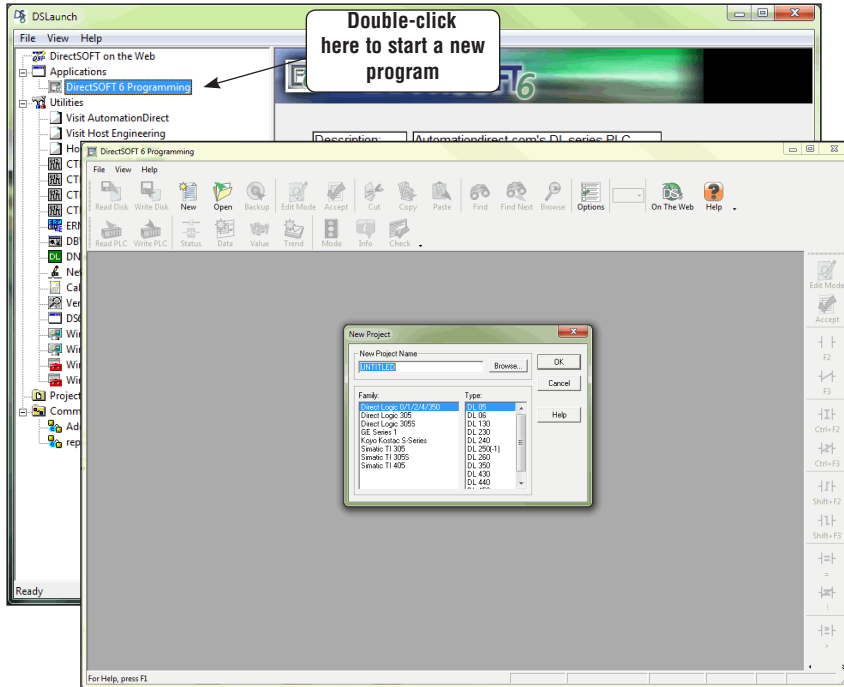 DSLaunch
File View Help
DirectSOFT on the Web
Applications
DirectSOFT 6 Programming
Utilities
Visit AutomationDirect
Visit Host Engineering
Double-click
here to start a new
program
6
Description: Automationdirect.com's DL series PLC
DirectSOFT 6 Programming
File View Help
Read Disk Write Disk New Open Backup Edit Mode Accept Cut Copy Paste Find Find Next Browse Options On The Web Help
Read PLC Write PLC Status Data Value Trend Mode Info Check
Project
Comm
Ready
New Project
New Project Name
UNTITLED
Browse...
OK
Cancel
Help
Family:
Direct Logic 0/1/2/4/350
Direct Logic 305
Direct Logic 305S
GE Series 1
Koyo Kostac S-Series
Simatic TI 305
Simatic TI 305S
Simatic TI 405
Type:
DL 05
DL 06
DL 130
DL 230
DL 240
DL 250(-1)
DL 260
DL 350
DL 430
DL 440
Edit Mode
Accept
F2
F3
Ctrl+F2
Ctrl+F3
Shift+F2
Shift+F3
=
!
>
For Help, press F1